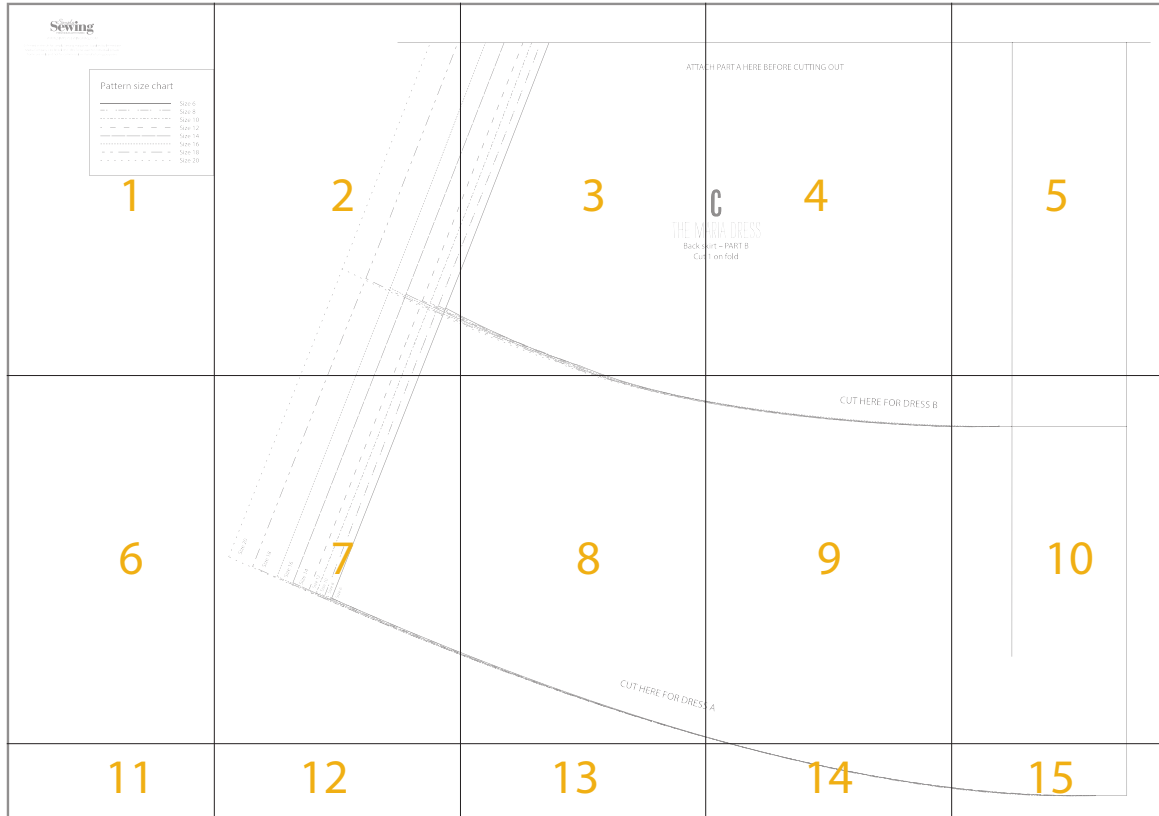 Simply
Sewing
Pattern size chart
Size 6
Size 8
Size 10
Size 12
Size 14
Size 16
Size 18
Size 20
ATTACH PART A HERE BEFORE CUTTING OUT
1
2
3
4
5
C
THE MARIA DRESS
Back skirt – PART B
Cut 1 on fold
CUT HERE FOR DRESS B
6
7
8
9
10
Size 20
CUT HERE FOR DRESS A
11
12
13
14
15